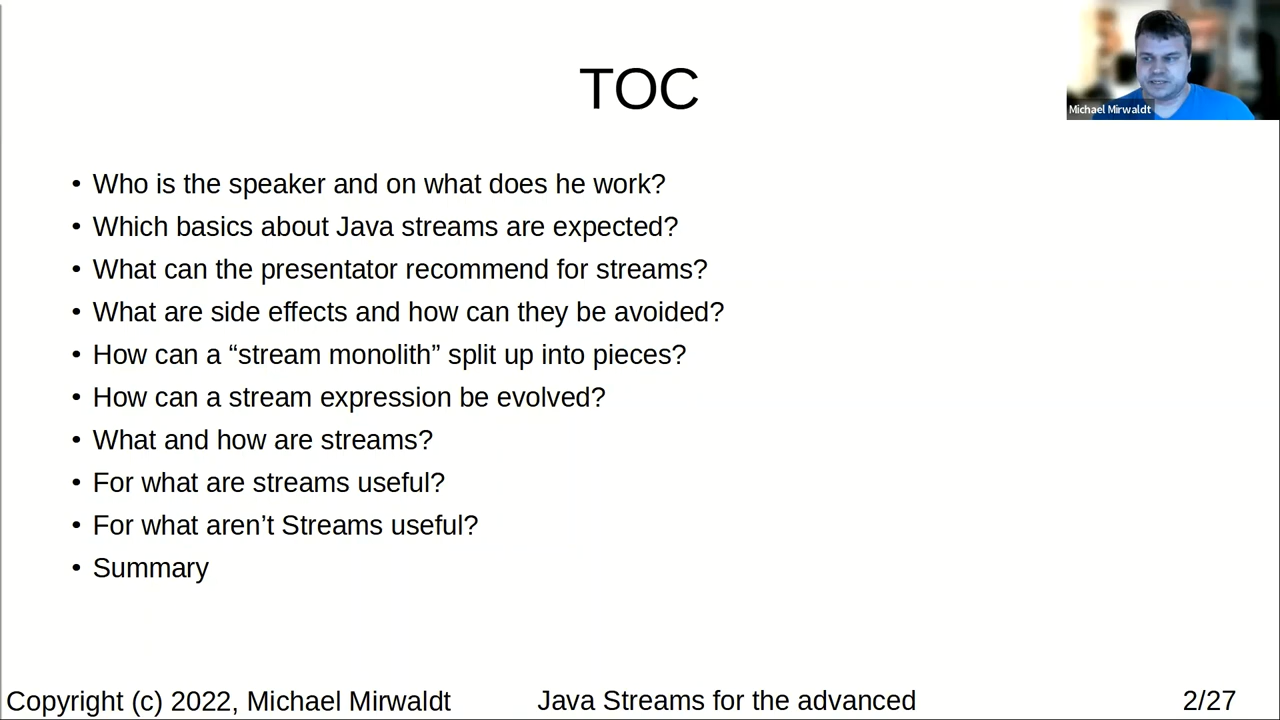 TOC
Michael Mirwaldt
• Who is the speaker and on what does he work?
• Which basics about Java streams are expected?
• What can the presentator recommend for streams?
• What are side effects and how can they be avoided?
• How can a “stream monolith” split up into pieces?
• How can a stream expression be evolved?
• What and how are streams?
• For what are streams useful?
• For what aren’t Streams useful?
• Summary
Copyright (c) 2022, Michael Mirwaldt
Java Streams for the advanced
2/27